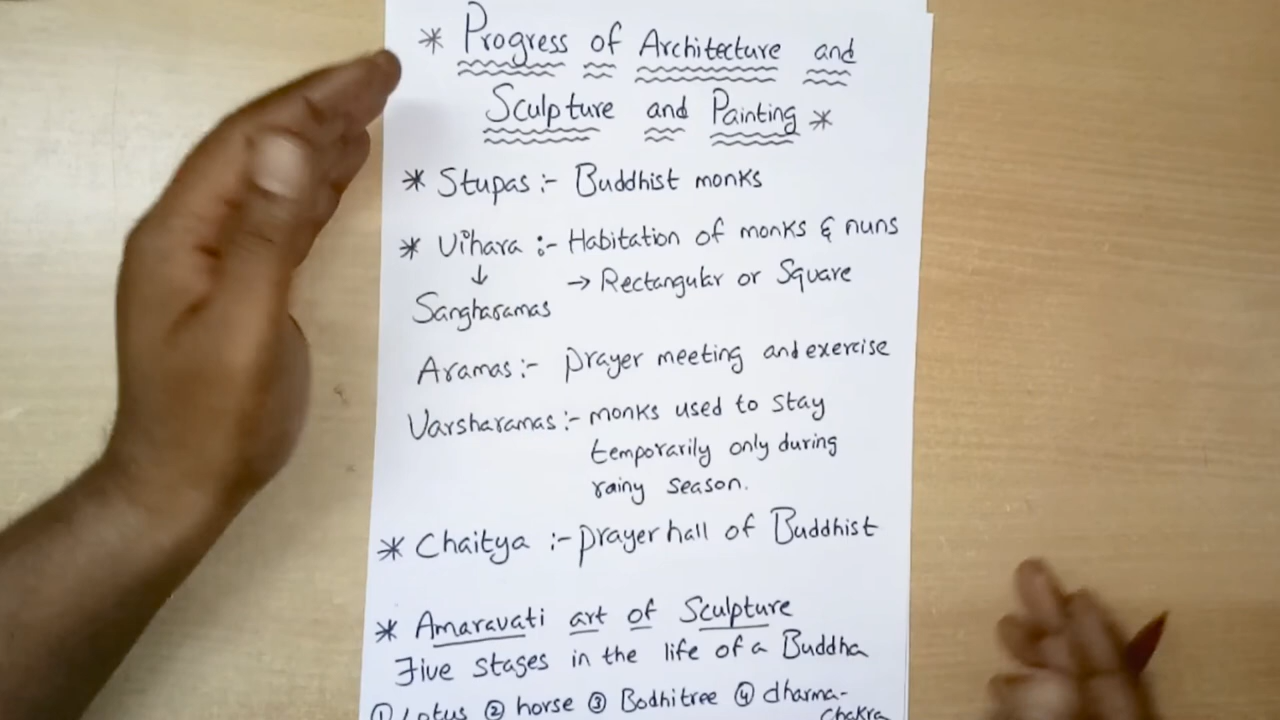 * Progress of Architecture and
Sculpture and Painting *
* Stupas :- Buddhist monks
* Vihara :- Habitation of monks & nuns
↓ → Rectangular or Square
Sangharamas
Aramas :- prayer meeting and exercise
Varsharamas :- monks used to stay
temporarily only during
rainy season.
* Chaitya :- prayer hall of Buddhist
* Amaravati art of Sculpture
Five stages in the life of a Buddha
① Lotus ② horse ③ Bodhitree ④ dharma-
chakra